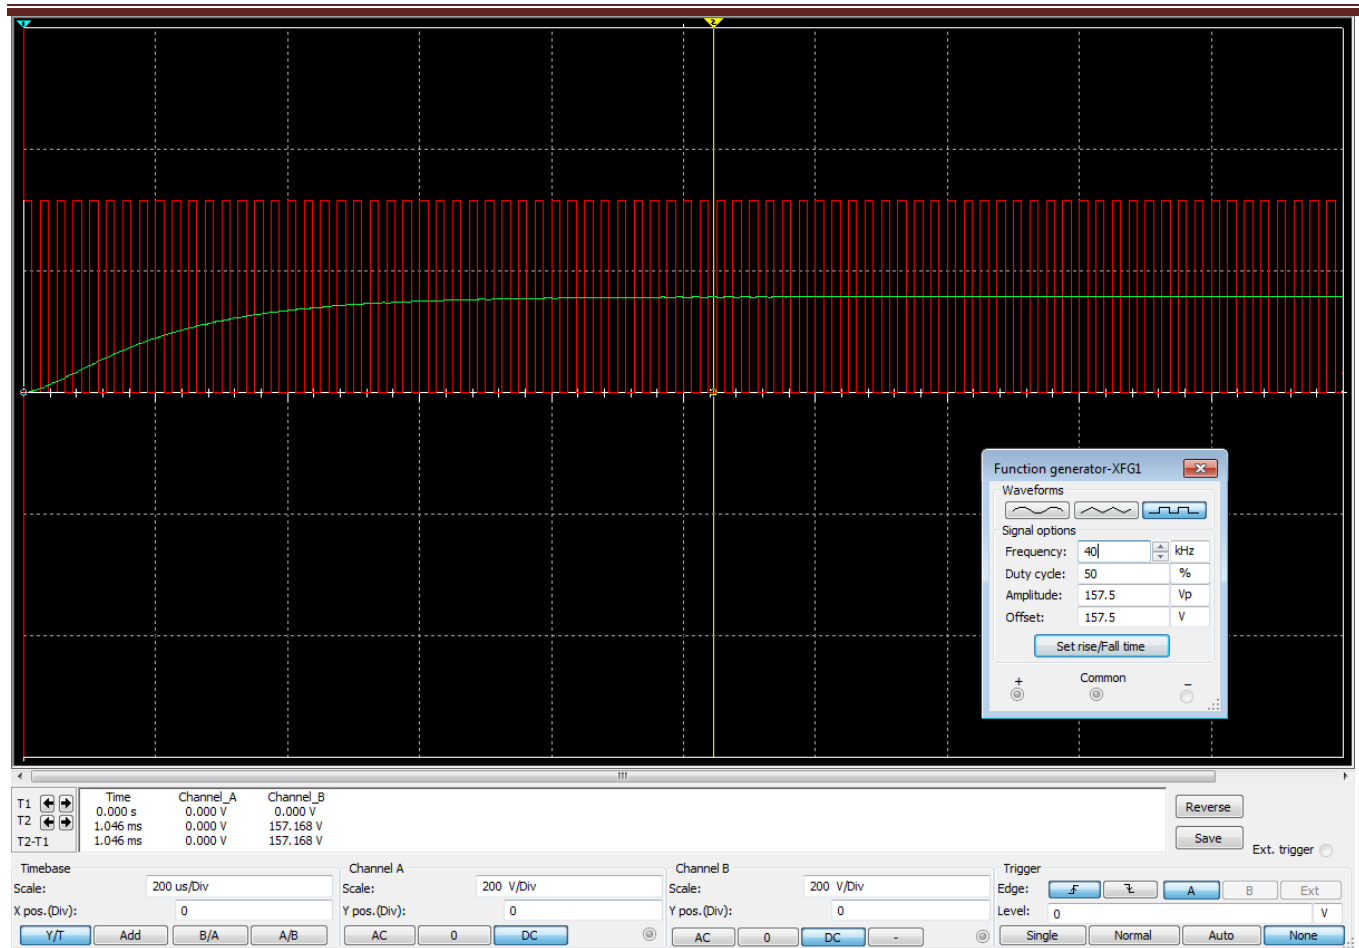 1
2
Function generator-XFG1
Waveforms
Signal options
Frequency: 40 kHz
Duty cycle: 50 %
Amplitude: 157.5 Vp
Offset: 157.5 V
Set rise/Fall time
+ Common −
Time Channel_A Channel_B
T1 0.000 s 0.000 V 0.000 V
T2 1.046 ms 0.000 V 157.168 V
T2-T1 1.046 ms 0.000 V 0.000 V 157.168 V
Reverse
Save
Ext. trigger
Timebase
Scale: 200 us/Div
X pos.(Div): 0
Y/T Add B/A A/B
Channel A
Scale: 200 V/Div
Y pos.(Div): 0
AC 0 DC
Channel B
Scale: 200 V/Div
Y pos.(Div): 0
AC 0 DC -
Trigger
Edge: A B Ext
Level: 0 V
Single Normal Auto None